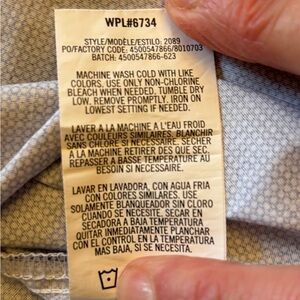 WPL#6734
STYLE/MODÈLE/ESTILO: 2089
PO/FACTORY CODE: 4500547866/8010703
BATCH: 4500547866-623
MACHINE WASH COLD WITH LIKE
COLORS. USE ONLY NON-CHLORINE
BLEACH WHEN NEEDED. TUMBLE DRY
LOW. REMOVE PROMPTLY. IRON ON
LOWEST SETTING IF NEEDED.
LAVER A LA MACHINE A L'EAU FROID
AVEC COULEURS SIMILAIRES. BLANCHIR
SANS CHLORE SI NÉCESSAIRE. SECHER
A LA MACHINE RETIRER DES QUE SEC.
REPASSER A BASSE TEMPERATURE AU
BESOIN SI NECESSAIRE.
LAVAR EN LAVADORA, CON AGUA FRIA
CON COLORES SIMILARES. USE
SOLAMENTE BLANQUEADOR SIN CLORO
CUANDO SE NECESITE. SECAR EN
SECADORA A BAJA TEMPERATURA
QUITAR IMMEDIATAMENTE PLANCHAR
CON EL CONTROL EN LA TEMPERATURA
MAS BAJA, SI SE NECESITA.